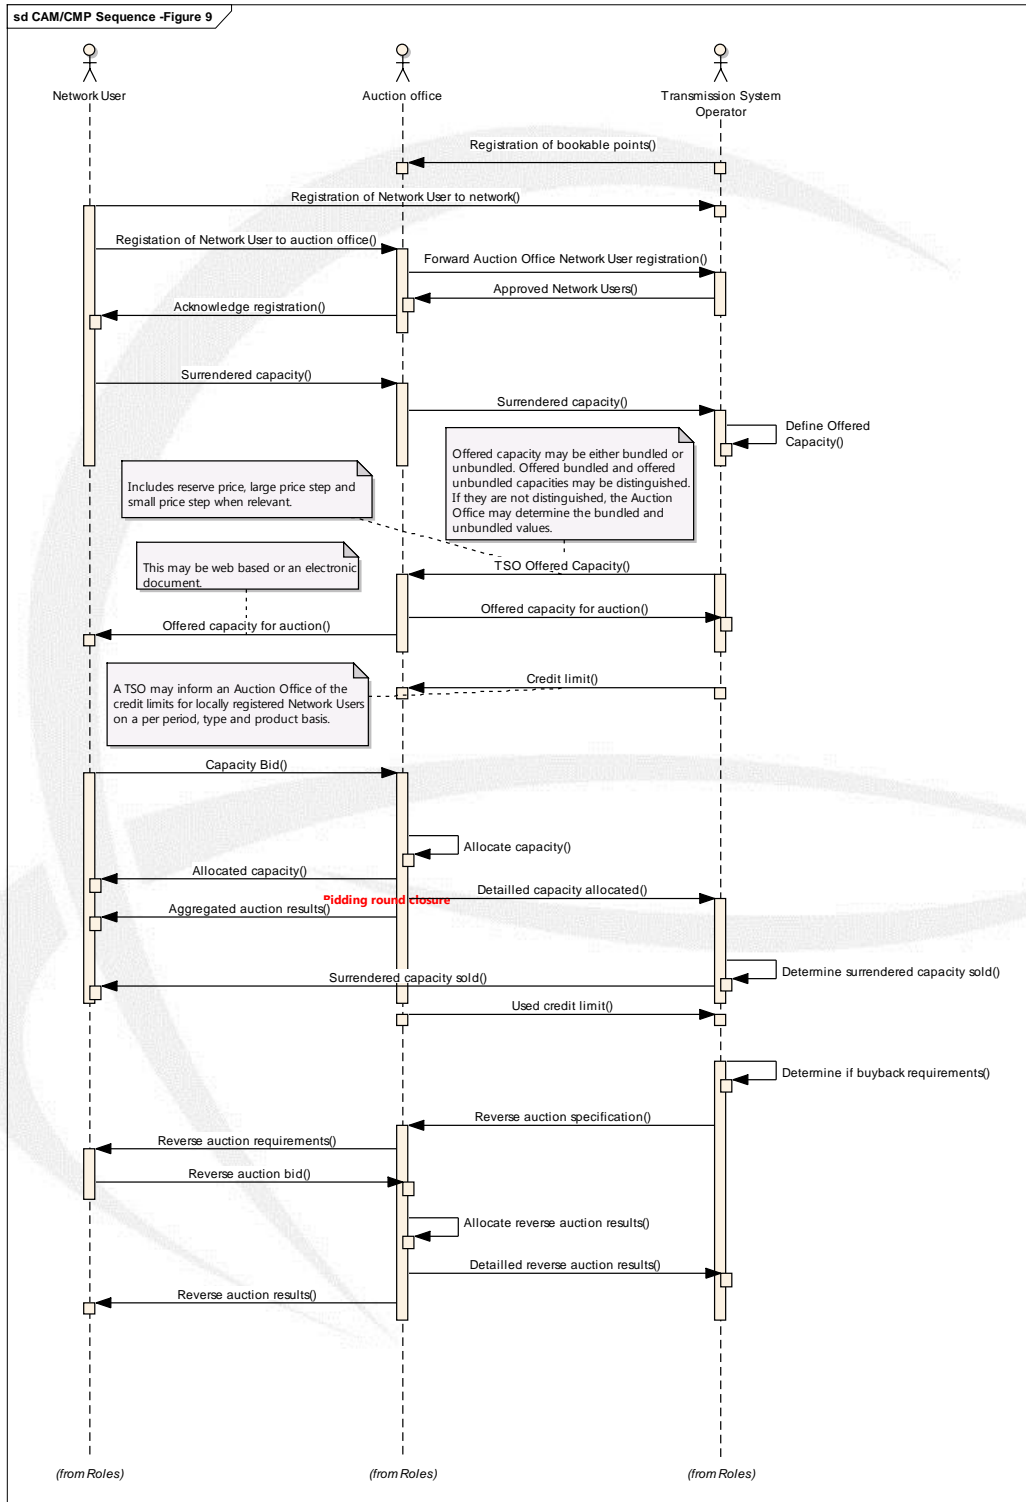 sd CAM/CMP Sequence -Figure 9
Network User
Auction office
Transmission System
Operator
Registration of bookable points()
Registration of Network User to network()
Registation of Network User to auction office()
Forward Auction Office Network User registration()
Approved Network Users()
Acknowledge registration()
Surrendered capacity()
Surrendered capacity()
Define Offered
Capacity()
Offered capacity may be either bundled or
unbundled. Offered bundled and offered
unbundled capacities may be distinguished.
If they are not distinguished, the Auction
Office may determine the bundled and
unbundled values.
Includes reserve price, large price step and
small price step when relevant.
This may be web based or an electronic
document.
TSO Offered Capacity()
Offered capacity for auction()
Offered capacity for auction()
A TSO may inform an Auction Office of the
credit limits for locally registered Network Users
on a per period, type and product basis.
Credit limit()
Capacity Bid()
Allocate capacity()
Allocated capacity()
Detailled capacity allocated()
Bidding round closure
Aggregated auction results()
Determine surrendered capacity sold()
Surrendered capacity sold()
Used credit limit()
Determine if buyback requirements()
Reverse auction specification()
Reverse auction requirements()
Reverse auction bid()
Allocate reverse auction results()
Detailled reverse auction results()
Reverse auction results()
(from Roles)
(from Roles)
(from Roles)